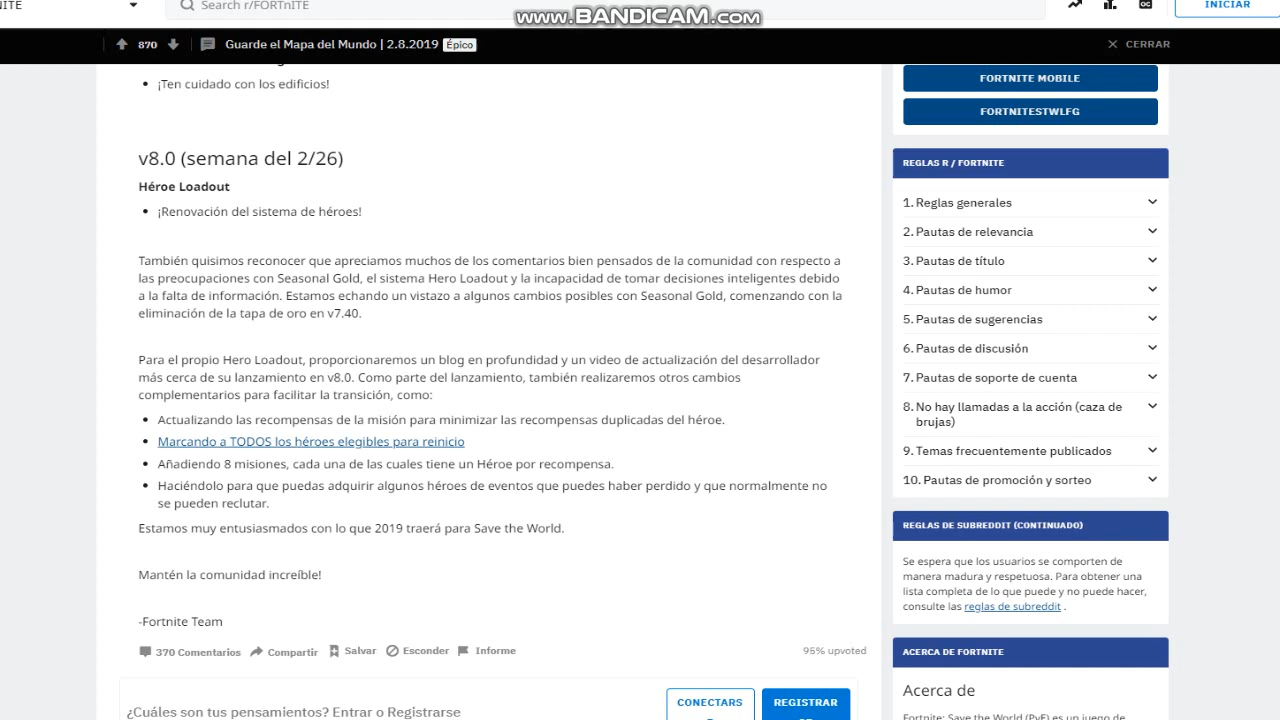 ITE
Search r/FORTnITE
www.BANDICAM.com
INICIAR
870
Guarde el Mapa del Mundo | 2.8.2019 Épico
CERRAR
• ¡Ten cuidado con los edificios!
v8.0 (semana del 2/26)
Héroe Loadout
• ¡Renovación del sistema de héroes!
También quisimos reconocer que apreciamos muchos de los comentarios bien pensados de la comunidad con respecto a
las preocupaciones con Seasonal Gold, el sistema Hero Loadout y la incapacidad de tomar decisiones inteligentes debido
a la falta de información. Estamos echando un vistazo a algunos cambios posibles con Seasonal Gold, comenzando con la
eliminación de la tapa de oro en v7.40.
Para el propio Hero Loadout, proporcionaremos un blog en profundidad y un video de actualización del desarrollador
más cerca de su lanzamiento en v8.0. Como parte del lanzamiento, también realizaremos otros cambios
complementarios para facilitar la transición, como:
• Actualizando las recompensas de la misión para minimizar las recompensas duplicadas del héroe.
• Marcando a TODOS los héroes elegibles para reinicio
• Añadiendo 8 misiones, cada una de las cuales tiene un Héroe por recompensa.
• Haciéndolo para que puedas adquirir algunos héroes de eventos que puedes haber perdido y que normalmente no
se pueden reclutar.
Estamos muy entusiasmados con lo que 2019 traerá para Save the World.
Mantén la comunidad increíble!
-Fortnite Team
370 Comentarios Compartir Salvar Esconder Informe
95% upvoted
¿Cuáles son tus pensamientos? Entrar o Registrarse
CONECTARS
REGISTRAR
FORTNITE MOBILE
FORTNITESTWLFG
REGLAS R / FORTNITE
1. Reglas generales
2. Pautas de relevancia
3. Pautas de título
4. Pautas de humor
5. Pautas de sugerencias
6. Pautas de discusión
7. Pautas de soporte de cuenta
8. No hay llamadas a la acción (caza de
brujas)
9. Temas frecuentemente publicados
10. Pautas de promoción y sorteo
REGLAS DE SUBREDDIT (CONTINUADO)
Se espera que los usuarios se comporten de
manera madura y respetuosa. Para obtener una
lista completa de lo que puede y no puede hacer,
consulte las reglas de subreddit .
ACERCA DE FORTNITE
Acerca de
Fortnite: Save the World (PvE) es un juego de